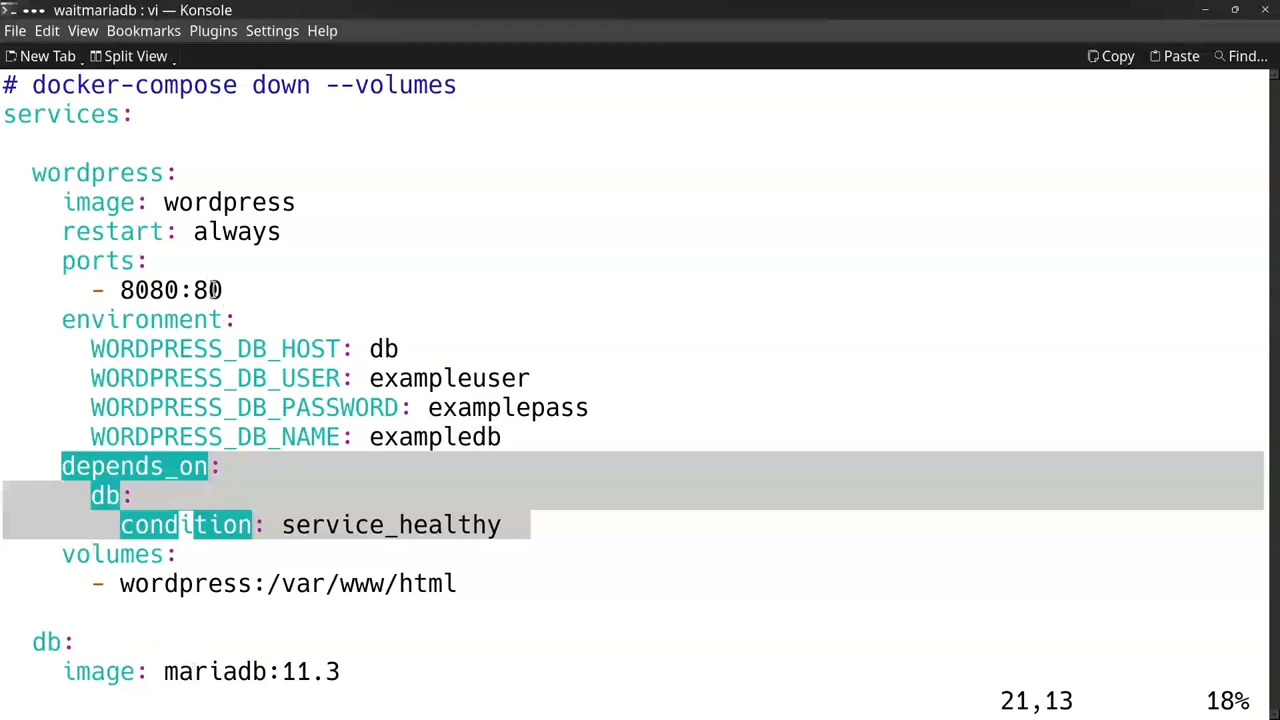 waitmariadb : vi — Konsole
File Edit View Bookmarks Plugins Settings Help
New Tab Split View Copy Paste Find...
# docker-compose down --volumes
services:
wordpress:
image: wordpress
restart: always
ports:
- 8080:80
environment:
WORDPRESS_DB_HOST: db
WORDPRESS_DB_USER: exampleuser
WORDPRESS_DB_PASSWORD: examplepass
WORDPRESS_DB_NAME: exampledb
depends_on:
db:
condition: service_healthy
volumes:
- wordpress:/var/www/html
db:
image: mariadb:11.3
21,13 18%